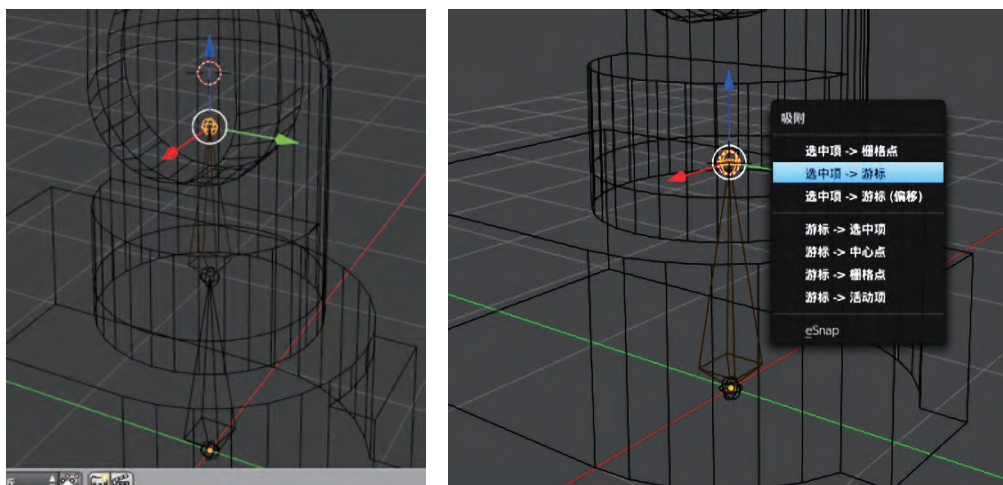 吸附
选中项 -> 栅格点
选中项 -> 游标
选中项 -> 游标 (偏移)
游标 -> 选中项
游标 -> 中心点
游标 -> 栅格点
游标 -> 活动项
eSnap